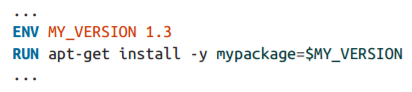 ...
ENV MY_VERSION 1.3
RUN apt-get install -y mypackage=$MY_VERSION
...